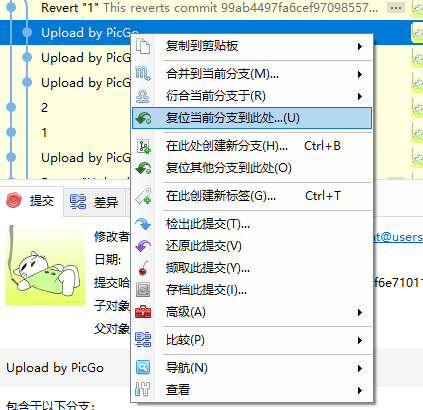 Revert "1" This reverts commit 99ab4497fa6cef97098557...
Upload by PicGo
Upload by
Upload by
2
1
Upload by
复制到剪贴板
合并到当前分支(M)...
衍合当前分支于(R)
复位当前分支到此处...(U)
在此处创建新分支(H)... Ctrl+B
复位其他分支到此处(O)
在此创建新标签(G)... Ctrl+T
检出此提交(T)...
还原此提交(V)
撷取此提交(Y)...
存档此提交(I)...
高级(A)
比较(P)
导航(N)
查看
提交 差异
修改者
日期:
提交哈
子对象
父对象
@users
f6e71011
Upload by PicGo
包含于以下分支: